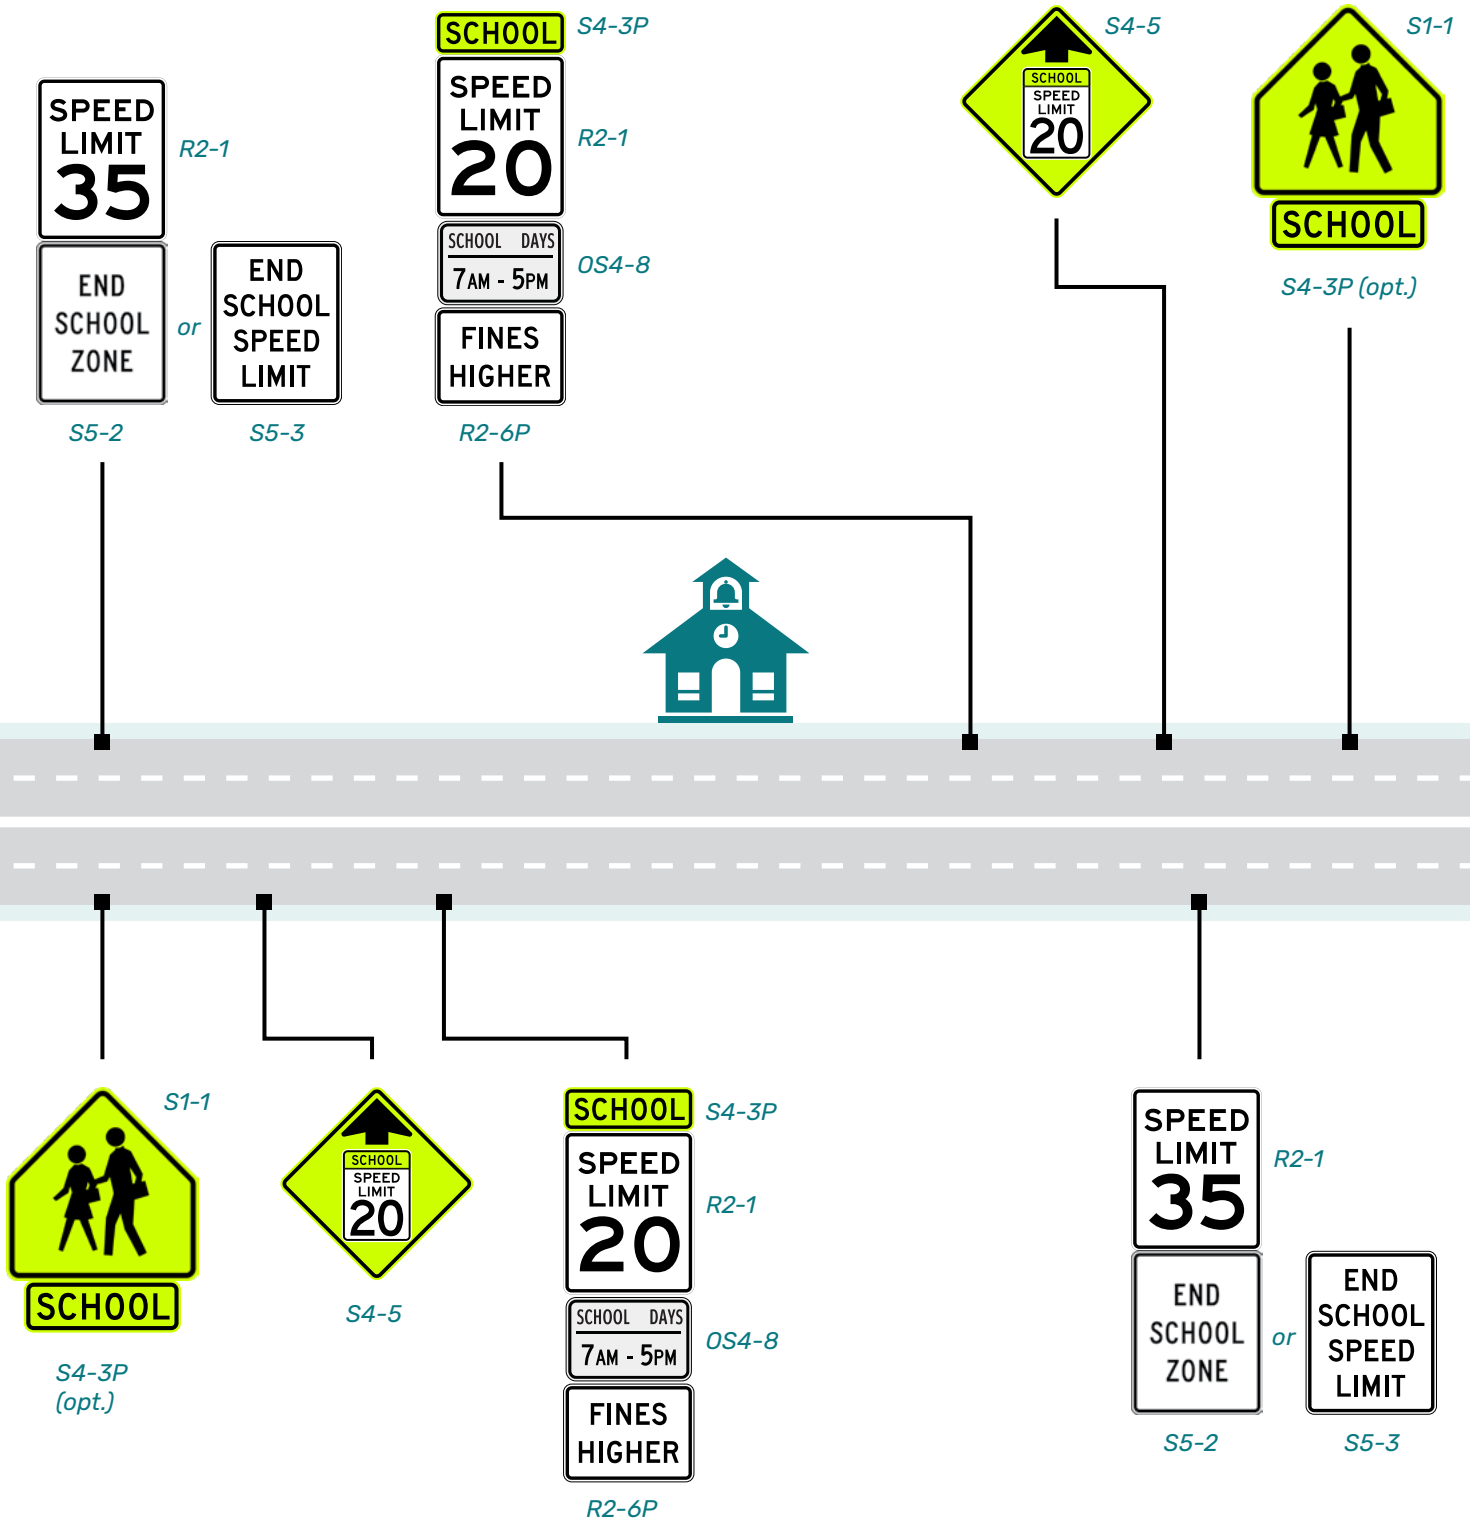 SPEED
LIMIT
35
R2-1
END
SCHOOL
ZONE
or
END
SCHOOL
SPEED
LIMIT
S5-2
S5-3
SCHOOL
S4-3P
SPEED
LIMIT
20
R2-1
SCHOOL DAYS
7AM - 5PM
OS4-8
FINES
HIGHER
R2-6P
S4-5
SCHOOL
SPEED
LIMIT
20
S1-1
SCHOOL
S4-3P (opt.)
S1-1
SCHOOL
S4-3P
(opt.)
SCHOOL
SPEED
LIMIT
20
S4-5
SCHOOL
S4-3P
SPEED
LIMIT
20
R2-1
SCHOOL DAYS
7AM - 5PM
OS4-8
FINES
HIGHER
R2-6P
SPEED
LIMIT
35
R2-1
END
SCHOOL
ZONE
or
END
SCHOOL
SPEED
LIMIT
S5-2
S5-3